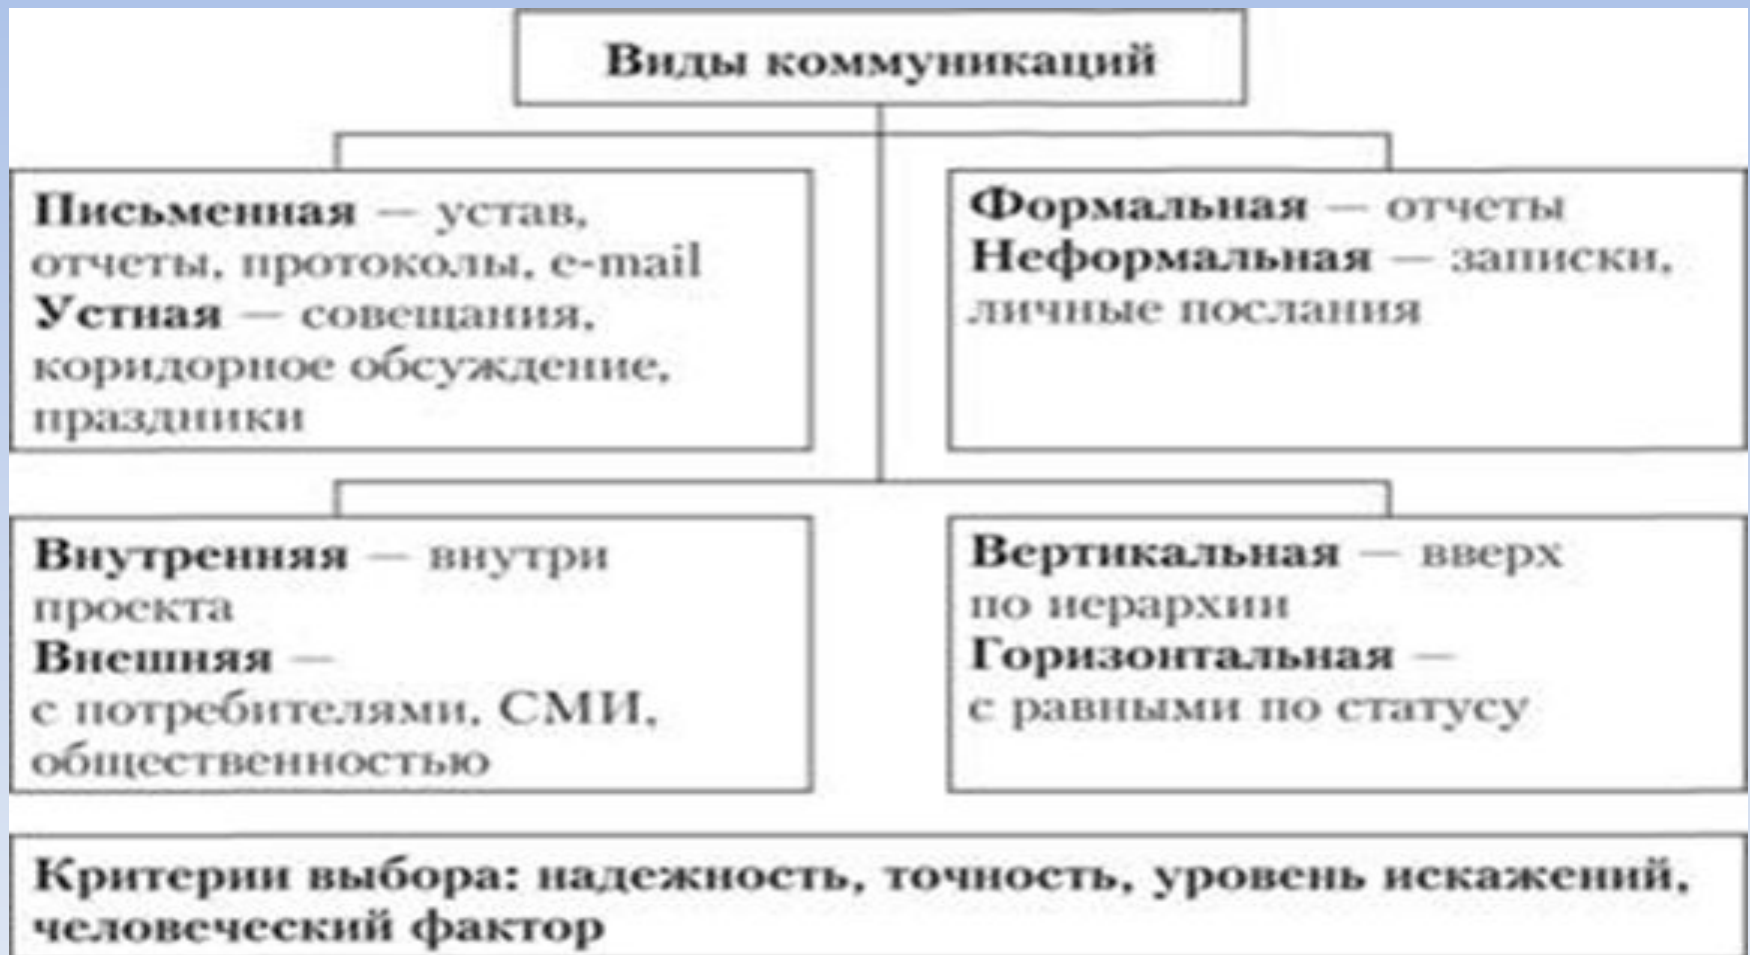 Виды коммуникаций
Письменная — устав,
отчеты, протоколы, e-mail
Устная — совещания,
коридорное обсуждение,
праздники
Формальная — отчеты
Неформальная — записки,
личные послания
Внутренняя — внутри
проекта
Внешняя —
с потребителями, СМИ,
общественностью
Вертикальная — вверх
по иерархии
Горизонтальная —
с равными по статусу
Критерии выбора: надежность, точность, уровень искажений,
человеческий фактор